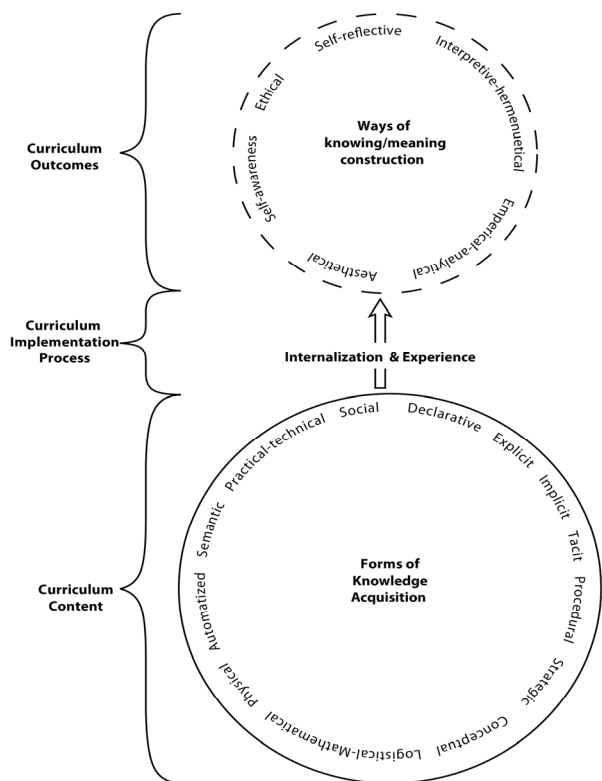 Self-reflective
Interpretive-hermenuetical
Emperical-analytical
Aesthetical
Self-awareness
Ethical
Ways of
knowing/meaning
construction
Curriculum
Outcomes
Curriculum
Implementation
Process
Internalization & Experience
Social
Declarative
Explicit
Implicit
Tacit
Procedural
Strategic
Conceptual
Logistical-Mathematical
Physical
Automatized
Semantic
Practical-technical
Forms of
Knowledge
Acquisition
Curriculum
Content